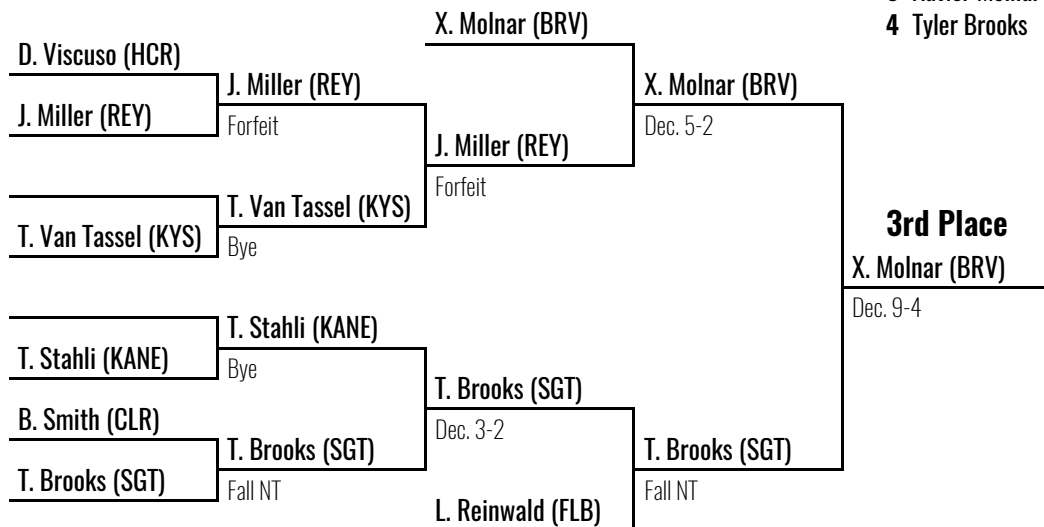 4 Tyler Brooks
X. Molnar (BRV)
D. Viscuso (HCR)
J. Miller (REY)
X. Molnar (BRV)
J. Miller (REY)
Forfeit
Dec. 5-2
J. Miller (REY)
Forfeit
T. Van Tassel (KYS)
T. Van Tassel (KYS)
Bye
3rd Place
X. Molnar (BRV)
Dec. 9-4
T. Stahli (KANE)
T. Stahli (KANE)
Bye
T. Brooks (SGT)
Dec. 3-2
B. Smith (CLR)
T. Brooks (SGT)
T. Brooks (SGT)
T. Brooks (SGT)
Fall NT
Fall NT
L. Reinwald (FLB)